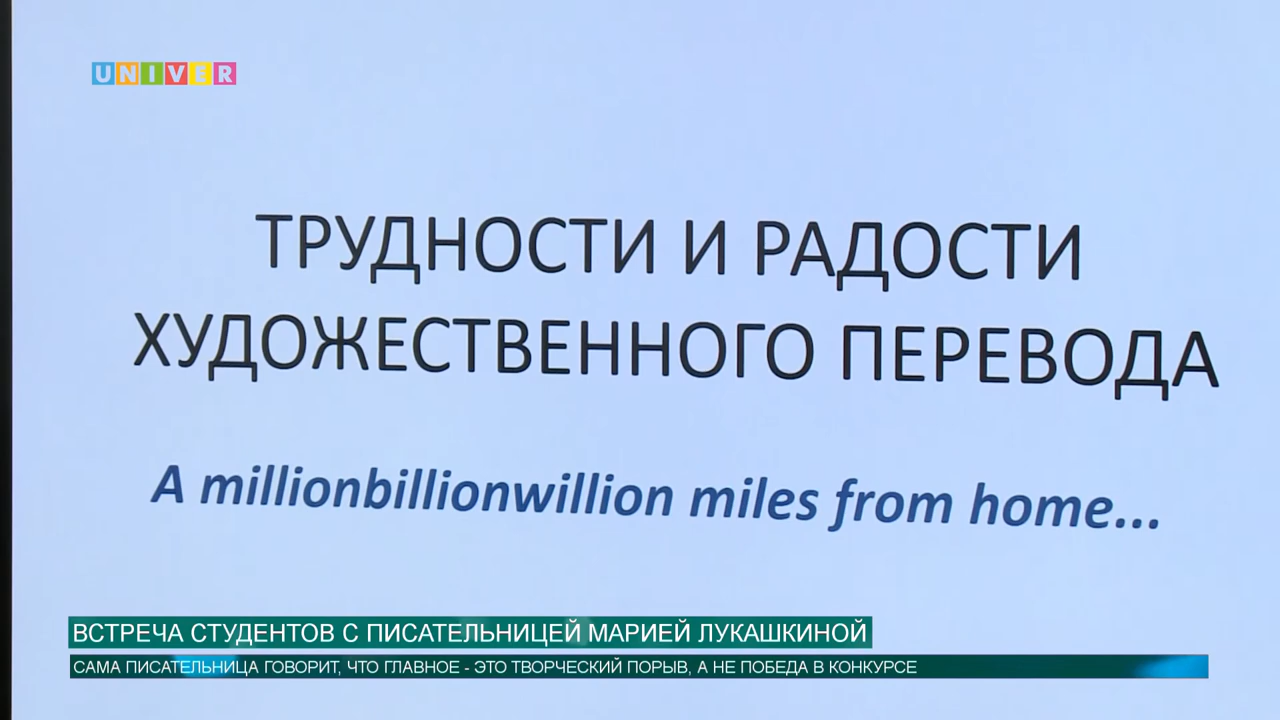 UNIVER
ТРУДНОСТИ И РАДОСТИ
ХУДОЖЕСТВЕННОГО ПЕРЕВОДА
A millionbillionwillion miles from home...
ВСТРЕЧА СТУДЕНТОВ С ПИСАТЕЛЬНИЦЕЙ МАРИЕЙ ЛУКАШКИНОЙ
САМА ПИСАТЕЛЬНИЦА ГОВОРИТ, ЧТО ГЛАВНОЕ - ЭТО ТВОРЧЕСКИЙ ПОРЫВ, А НЕ ПОБЕДА В КОНКУРСЕ